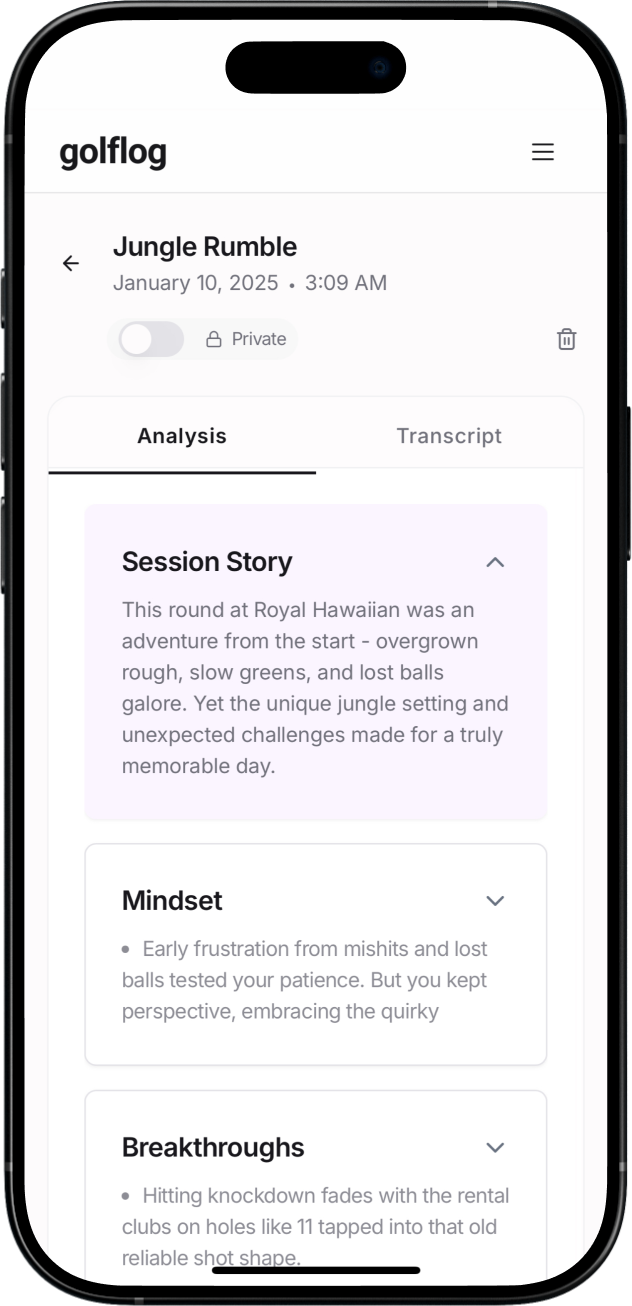 golflog
Jungle Rumble
January 10, 2025 • 3:09 AM
Private
Analysis
Transcript
Session Story
This round at Royal Hawaiian was an
adventure from the start - overgrown
rough, slow greens, and lost balls
galore. Yet the unique jungle setting and
unexpected challenges made for a truly
memorable day.
Mindset
• Early frustration from mishits and lost
balls tested your patience. But you kept
perspective, embracing the quirky
Breakthroughs
• Hitting knockdown fades with the rental
clubs on holes like 11 tapped into that old
reliable shot shape.